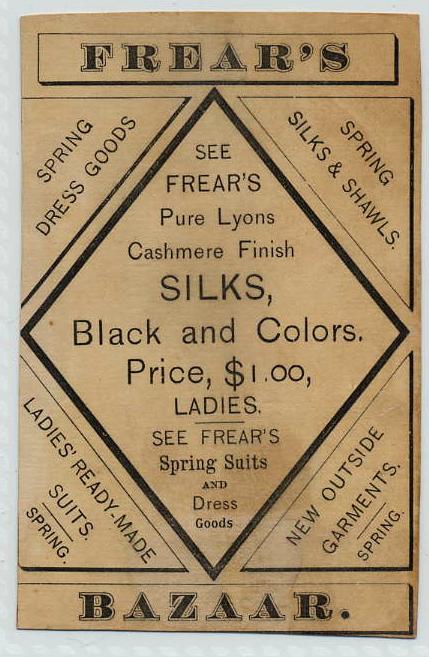 FREAR'S
SPRING
DRESS GOODS
SPRING
SILKS & SHAWLS.
SEE
FREAR'S
Pure Lyons
Cashmere Finish
SILKS,
Black and Colors.
Price, $1.00,
LADIES.
SEE FREAR'S
Spring Suits
AND
Dress
Goods
LADIES' READY-MADE
SUITS.
SPRING.
NEW OUTSIDE
GARMENTS.
SPRING.
BAZAAR.